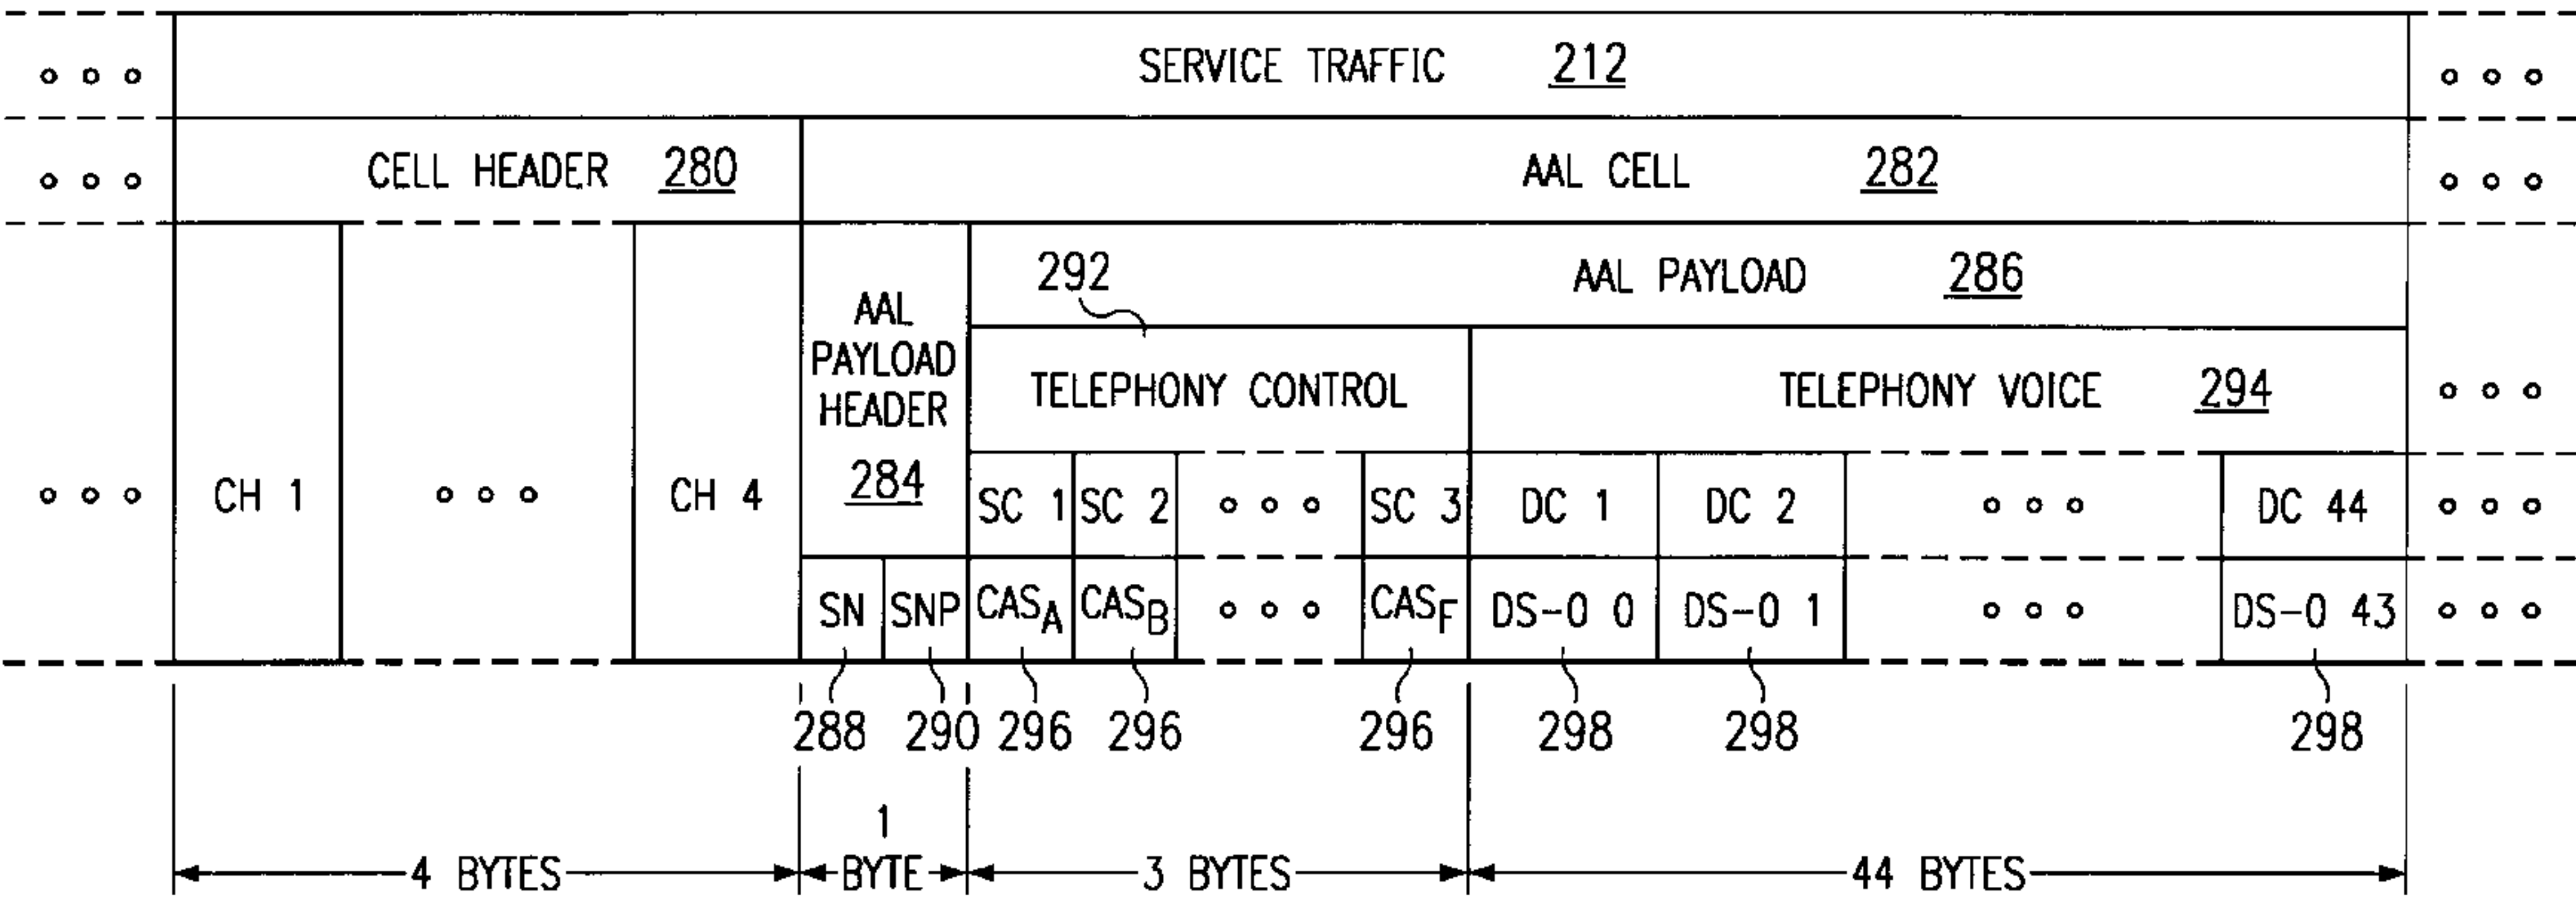 SERVICE TRAFFIC 212
CELL HEADER 280 AAL CELL 282
292
AAL PAYLOAD 286
AAL
PAYLOAD
HEADER
284
TELEPHONY CONTROL TELEPHONY VOICE 294
CH 1 CH 4 SC 1 SC 2 SC 3 DC 1 DC 2 DC 44
SN SNP CASA CASB CASF DS-0 0 DS-0 1 DS-0 43
288 290 296 296 296 298 298 298
1
4 BYTES BYTE 3 BYTES 44 BYTES